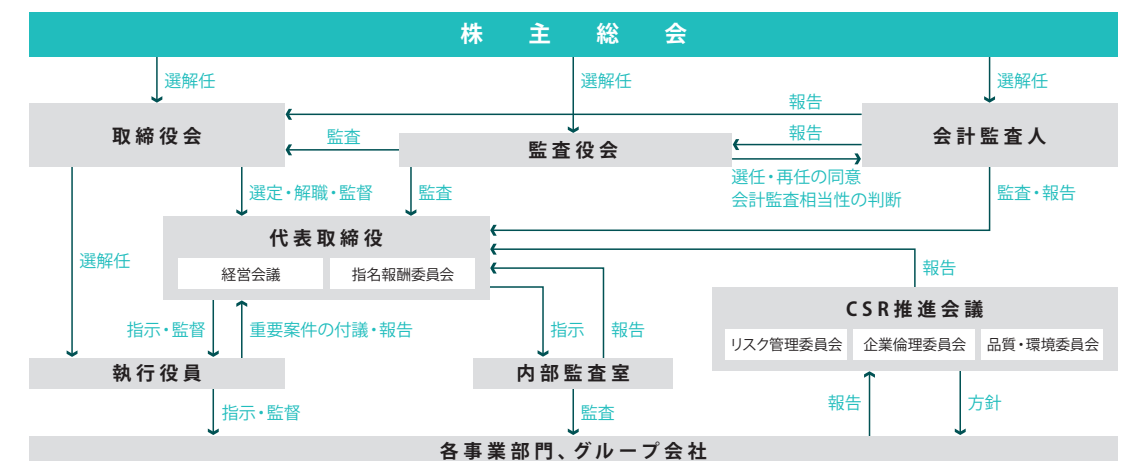 株主総会
選解任
選解任
選解任
報告
取締役会
監査
監査役会
報告
会計監査人
選任・再任の同意
会計監査相当性の判断
選定・解職・監督
監査
監査・報告
代表取締役
経営会議
指名報酬委員会
選解任
報告
CSR推進会議
リスク管理委員会
企業倫理委員会
品質・環境委員会
指示・監督
重要案件の付議・報告
指示
報告
執行役員
内部監査室
指示・監督
監査
報告
方針
各事業部門、グループ会社